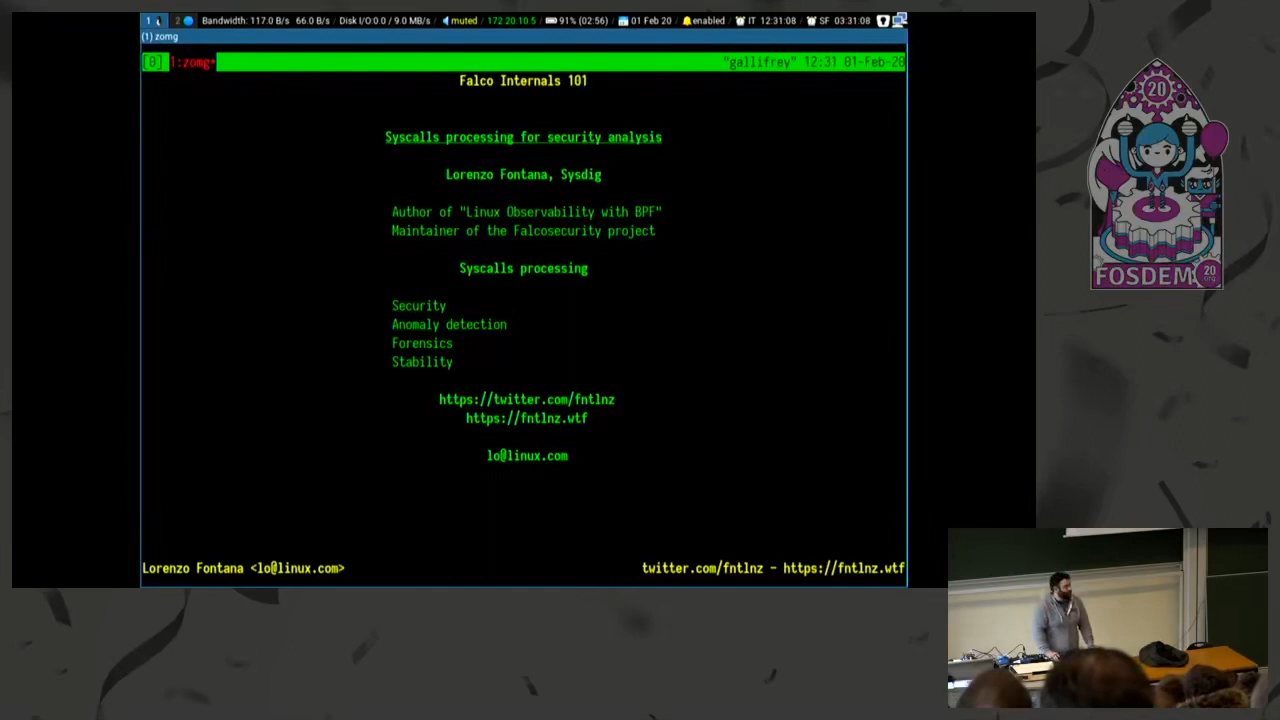 1 2 Bandwidth: 117.0 B/s 66.0 B/s / Disk I/O:0.0 / 9.0 MB/s / muted / 172.20.10.5 / 91% (02:56) / 01 Feb 20 / enabled / IT 12:31:08 / SF 03:31:08
(1) zomg
[0] 1:zomg* "gallifrey" 12:31 01-Feb-20
Falco Internals 101
Syscalls processing for security analysis
Lorenzo Fontana, Sysdig
Author of "Linux Observability with BPF"
Maintainer of the Falcosecurity project
Syscalls processing
Security
Anomaly detection
Forensics
Stability
https://twitter.com/fntlnz
https://fntlnz.wtf
lo@linux.com
Lorenzo Fontana <lo@linux.com> twitter.com/fntlnz - https://fntlnz.wtf
20
FOSDEM 20
.org